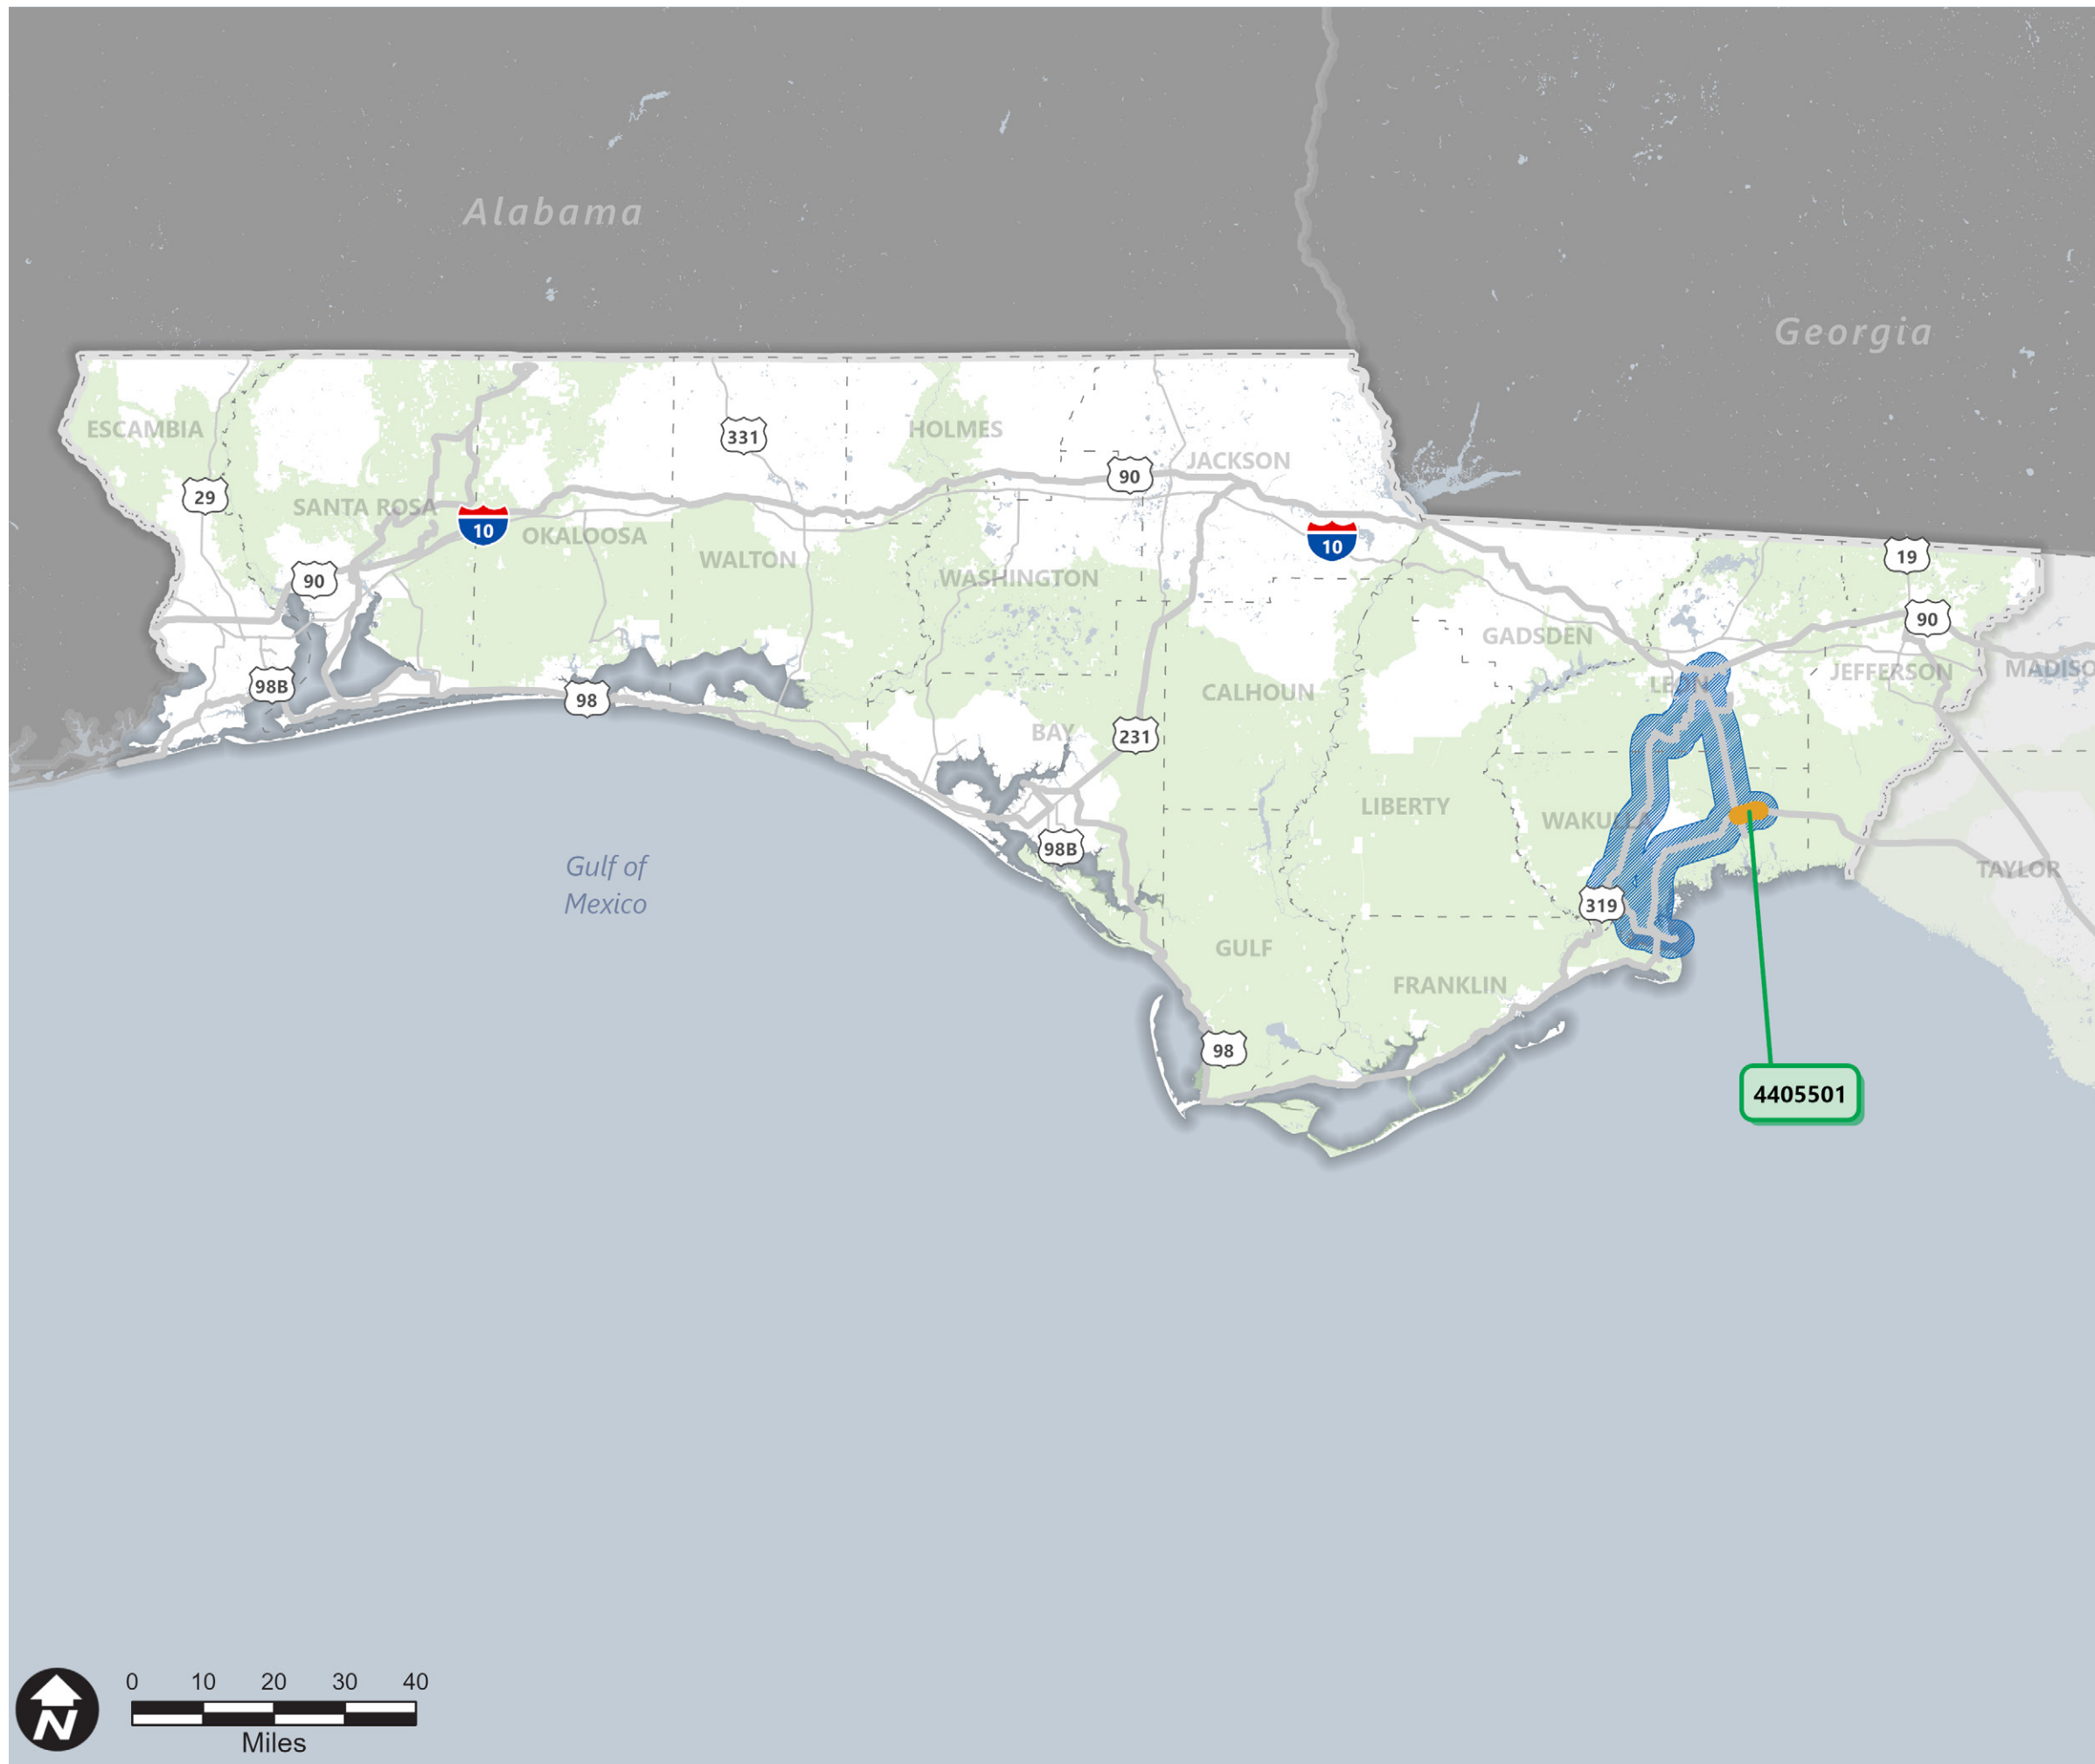 Alabama
Georgia
ESCAMBIA
331
HOLMES
JACKSON
90
29
SANTA ROSA
10
OKALOOSA
10
WALTON
19
90
WASHINGTON
90
GADSDEN
LEON
JEFFERSON
MADISO
98B
98
CALHOUN
BAY
231
LIBERTY
WAKULLA
98B
Gulf of
Mexico
TAYLOR
319
GULF
FRANKLIN
98
4405501
0 10 20 30 40
Miles
N